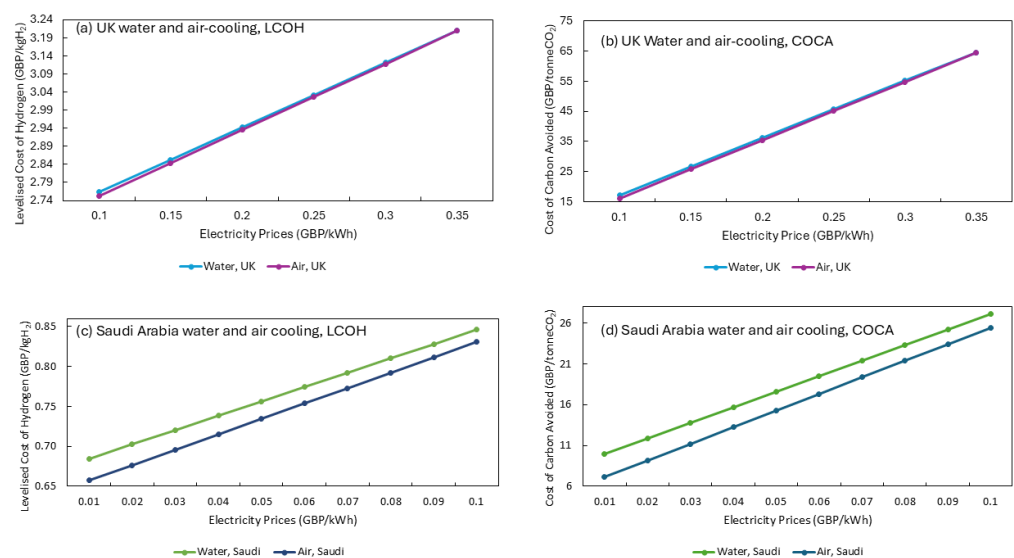 (a) UK water and air-cooling, LCOH
Levelised Cost of Hydrogen (GBP/kgH2)
3.24
3.19
3.14
3.09
3.04
2.99
2.94
2.89
2.84
2.79
2.74
0.1 0.15 0.2 0.25 0.3 0.35
Electricity Prices (GBP/kWh)
Water, UK Air, UK
(b) UK Water and air-cooling, COCA
Cost of Carbon Avoided (GBP/tonneCO2)
75
65
55
45
35
25
15
0.1 0.15 0.2 0.25 0.3 0.35
Electricity Price (GBP/kWh)
Water, UK Air, UK
(c) Saudi Arabia water and air cooling, LCOH
Levelised Cost of Hydrogen (GBP/kgH2)
0.85
0.80
0.75
0.70
0.65
0.01 0.02 0.03 0.04 0.05 0.06 0.07 0.08 0.09 0.1
Electricity Prices (GBP/kWh)
Water, Saudi Air, Saudi
(d) Saudi Arabia water and air cooling, COCA
Cost of Carbon Avoided (GBP/tonneCO2)
26
21
16
11
6
0.01 0.02 0.03 0.04 0.05 0.06 0.07 0.08 0.09 0.1
Electricity Prices (GBP/kWh)
Water, Saudi Air, Saudi